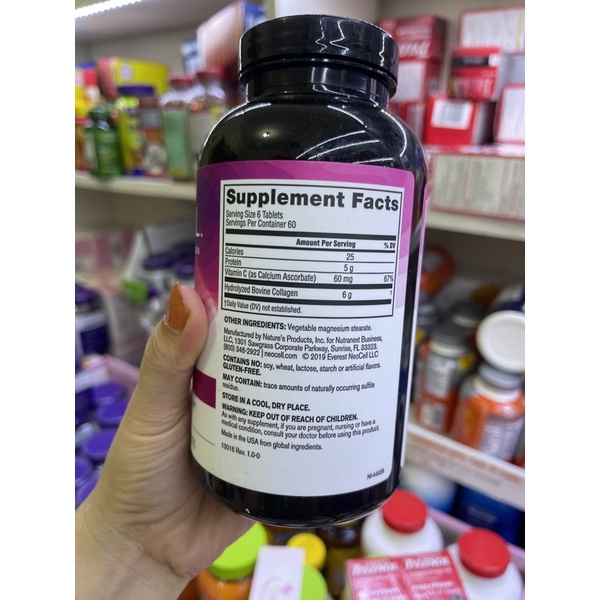 Supplement Facts
Serving Size 6 Tablets
Servings Per Container 60
Amount Per Serving % DV
Calories 25
Protein 5 g
Vitamin C (as Calcium Ascorbate) 60 mg 67%
Hydrolyzed Bovine Collagen 6 g †
†Daily Value (DV) not established.
OTHER INGREDIENTS: Vegetable magnesium stearate.
Manufactured by Nature's Products, Inc. for Nutranext Business,
LLC, 1301 Sawgrass Corporate Parkway, Sunrise, FL 33323.
(800) 346-2922 | neocell.com © 2019 Everest NeoCell LLC
CONTAINS NO: soy, wheat, lactose, starch or artificial flavors.
GLUTEN-FREE.
MAY CONTAIN: trace amounts of naturally occurring sulfite
residue.
STORE IN A COOL, DRY PLACE.
WARNING: KEEP OUT OF REACH OF CHILDREN.
As with any supplement, if you are pregnant, nursing or have a
medical condition, consult your doctor before using this product.
Made in the USA from global ingredients.
13016 Rev. 1.0-0